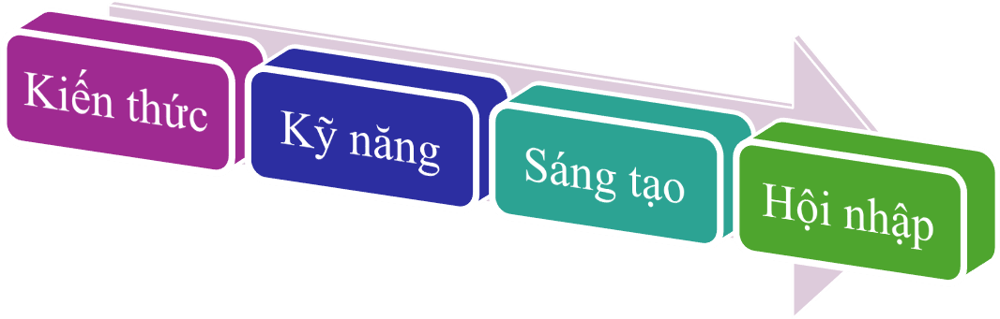 Kiến thức
Kỹ năng
Sáng tạo
Hội nhập